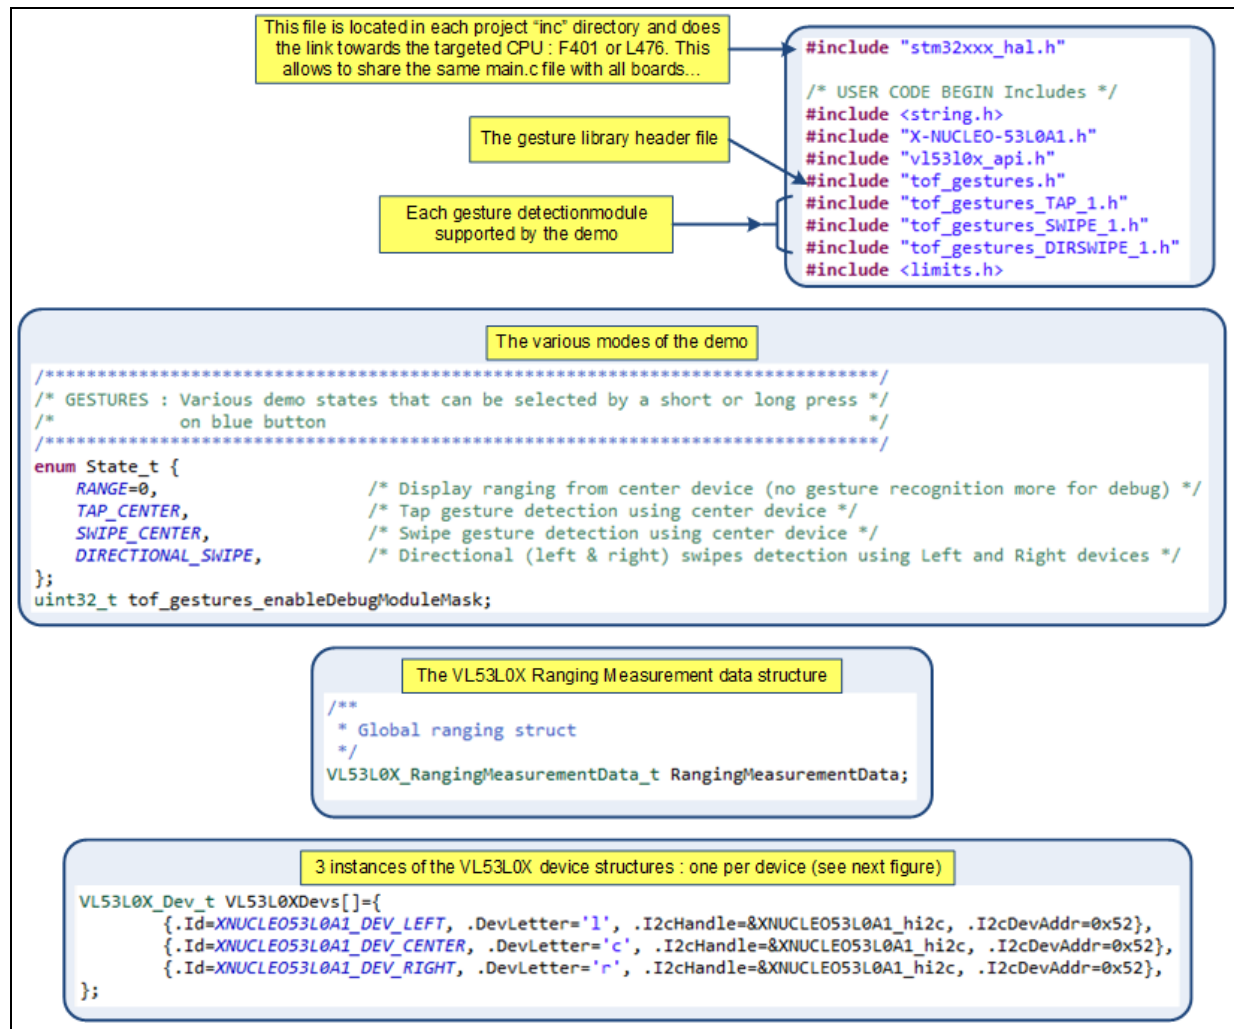 This file is located in each project “inc” directory and does
the link towards the targeted CPU : F401 or L476. This
allows to share the same main.c file with all boards...
#include "stm32xxx_hal.h"
/* USER CODE BEGIN Includes */
#include <string.h>
#include "X-NUCLEO-53L0A1.h"
#include "vl53l0x_api.h"
The gesture library header file
#include "tof_gestures.h"
Each gesture detectionmodule
supported by the demo
#include "tof_gestures_TAP_1.h"
#include "tof_gestures_SWIPE_1.h"
#include "tof_gestures_DIRSWIPE_1.h"
#include <limits.h>
The various modes of the demo
/********************************************************************************/
/* GESTURES : Various demo states that can be selected by a short or long press */
/*            on blue button                                                    */
/********************************************************************************/
enum State_t {
    RANGE=0,                    /* Display ranging from center device (no gesture recognition more for debug) */
    TAP_CENTER,                 /* Tap gesture detection using center device */
    SWIPE_CENTER,               /* Swipe gesture detection using center device */
    DIRECTIONAL_SWIPE,          /* Directional (left & right) swipes detection using Left and Right devices */
};
uint32_t tof_gestures_enableDebugModuleMask;
The VL53L0X Ranging Measurement data structure
/**
 * Global ranging struct
 */
VL53L0X_RangingMeasurementData_t RangingMeasurementData;
3 instances of the VL53L0X device structures : one per device (see next figure)
VL53L0X_Dev_t VL53L0XDevs[]={
        {.Id=XNUCLEO53L0A1_DEV_LEFT, .DevLetter='l', .I2cHandle=&XNUCLEO53L0A1_hi2c, .I2cDevAddr=0x52},
        {.Id=XNUCLEO53L0A1_DEV_CENTER, .DevLetter='c', .I2cHandle=&XNUCLEO53L0A1_hi2c, .I2cDevAddr=0x52},
        {.Id=XNUCLEO53L0A1_DEV_RIGHT, .DevLetter='r', .I2cHandle=&XNUCLEO53L0A1_hi2c, .I2cDevAddr=0x52},
};